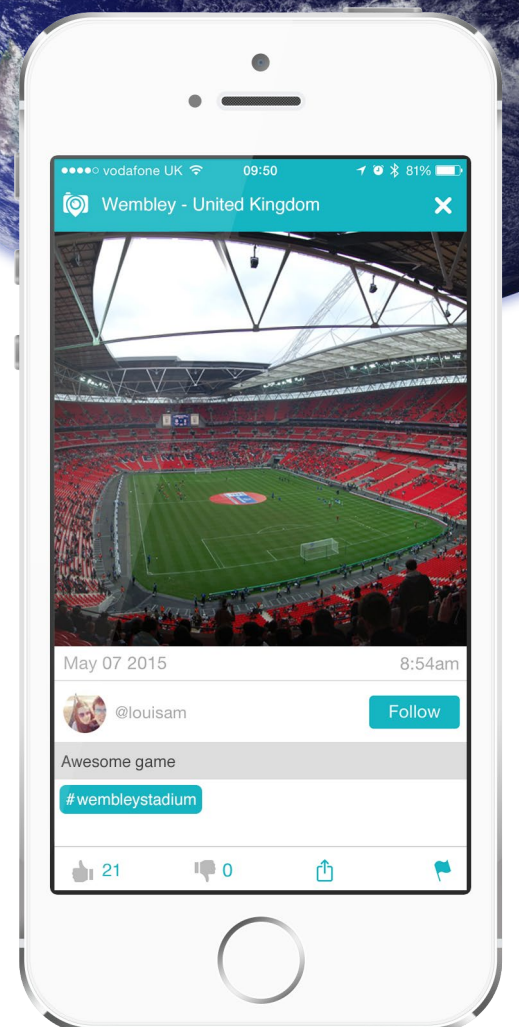 vodafone UK 09:50 81%
Wembley - United Kingdom
May 07 2015 8:54am
@louisam Follow
Awesome game
#wembleystadium
21 0